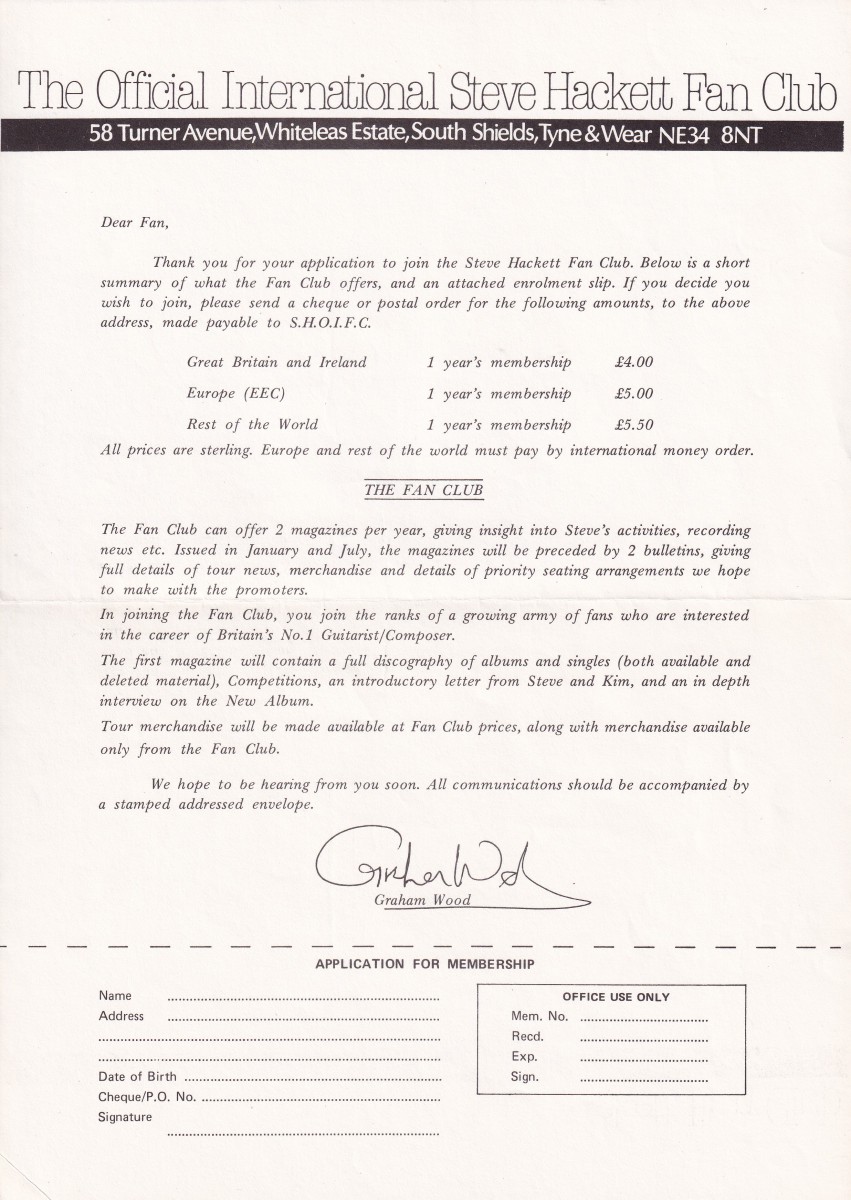 The Official International Steve Hackett Fan Club
58 Turner Avenue, Whiteleas Estate, South Shields, Tyne & Wear NE34 8NT
Dear Fan,
Thank you for your application to join the Steve Hackett Fan Club. Below is a short
summary of what the Fan Club offers, and an attached enrolment slip. If you decide you
wish to join, please send a cheque or postal order for the following amounts, to the above
address, made payable to S.H.O.I.F.C.
Great Britain and Ireland 1 year's membership £4.00
Europe (EEC) 1 year's membership £5.00
Rest of the World 1 year's membership £5.50
All prices are sterling. Europe and rest of the world must pay by international money order.
THE FAN CLUB
The Fan Club can offer 2 magazines per year, giving insight into Steve's activities, recording
news etc. Issued in January and July, the magazines will be preceded by 2 bulletins, giving
full details of tour news, merchandise and details of priority seating arrangements we hope
to make with the promoters.
In joining the Fan Club, you join the ranks of a growing army of fans who are interested
in the career of Britain's No.1 Guitarist/Composer.
The first magazine will contain a full discography of albums and singles (both available and
deleted material), Competitions, an introductory letter from Steve and Kim, and an in depth
interview on the New Album.
Tour merchandise will be made available at Fan Club prices, along with merchandise available
only from the Fan Club.
We hope to be hearing from you soon. All communications should be accompanied by
a stamped addressed envelope.
Graham Wood
Graham Wood
APPLICATION FOR MEMBERSHIP
Name
Address
Date of Birth
Cheque/P.O. No.
Signature
OFFICE USE ONLY
Mem. No.
Recd.
Exp.
Sign.